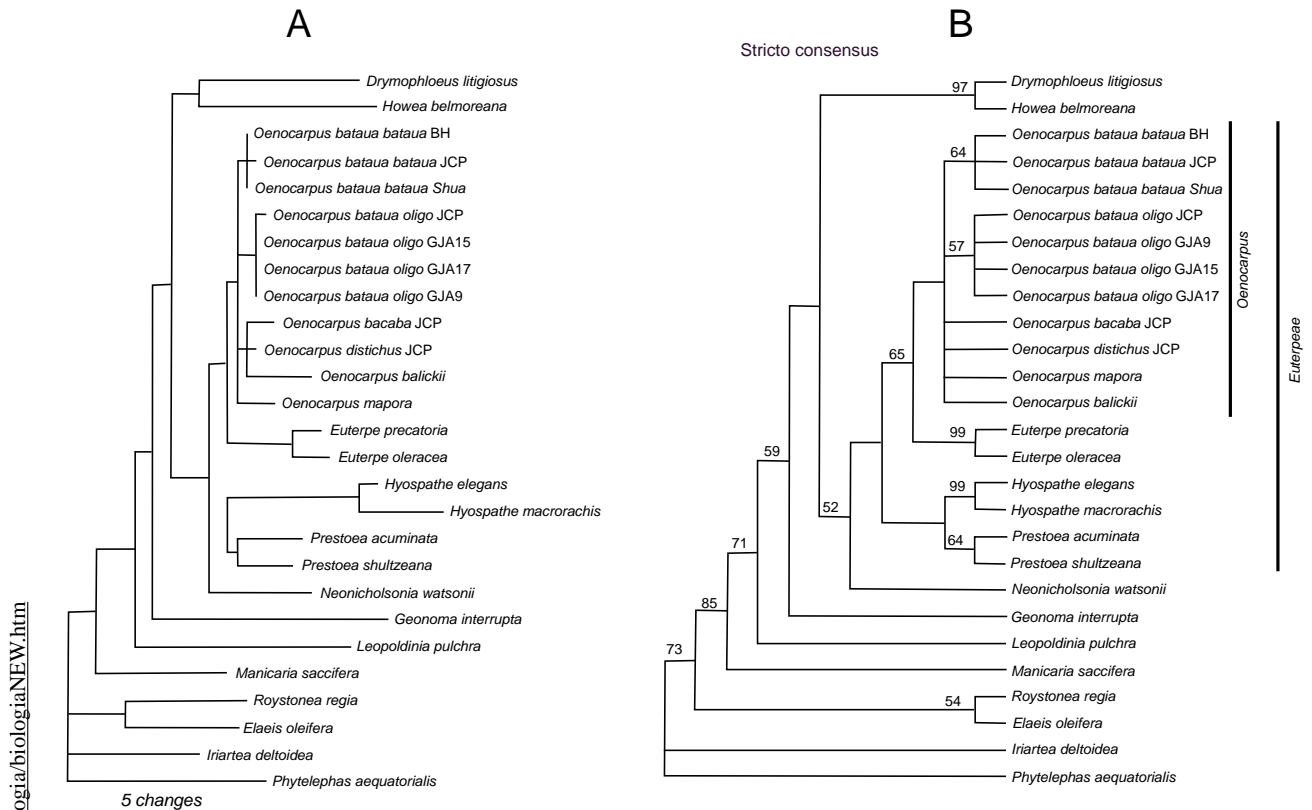 A
Drymophloeus litigiosus
Howea belmoreana
Oenocarpus bataua bataua BH
Oenocarpus bataua bataua JCP
Oenocarpus bataua bataua Shua
Oenocarpus bataua oligo JCP
Oenocarpus bataua oligo GJA15
Oenocarpus bataua oligo GJA17
Oenocarpus bataua oligo GJA9
Oenocarpus bacaba JCP
Oenocarpus distichus JCP
Oenocarpus balickii
Oenocarpus mapora
Euterpe precatoria
Euterpe oleracea
Hyospathe elegans
Hyospathe macrorachis
Prestoea acuminata
Prestoea shultzeana
Neonicholsonia watsonii
Geonoma interrupta
Leopoldinia pulchra
Manicaria saccifera
Roystonea regia
Elaeis oleifera
Iriartea deltoidea
Phytelephas aequatorialis
5 changes
ogia/biologiaNEW.htm
B
Stricto consensus
97
Drymophloeus litigiosus
Howea belmoreana
Oenocarpus bataua bataua BH
64
Oenocarpus bataua bataua JCP
Oenocarpus bataua bataua Shua
Oenocarpus bataua oligo JCP
57
Oenocarpus bataua oligo GJA9
Oenocarpus bataua oligo GJA15
Oenocarpus bataua oligo GJA17
Oenocarpus bacaba JCP
65
Oenocarpus distichus JCP
Oenocarpus mapora
Oenocarpus balickii
Euterpe precatoria
99
Euterpe oleracea
59
Hyospathe elegans
99
Hyospathe macrorachis
52
Prestoea acuminata
64
71
Prestoea shultzeana
Neonicholsonia watsonii
85
Geonoma interrupta
Leopoldinia pulchra
73
Manicaria saccifera
Roystonea regia
54
Elaeis oleifera
Iriartea deltoidea
Phytelephas aequatorialis
Oenocarpus
Euterpeae